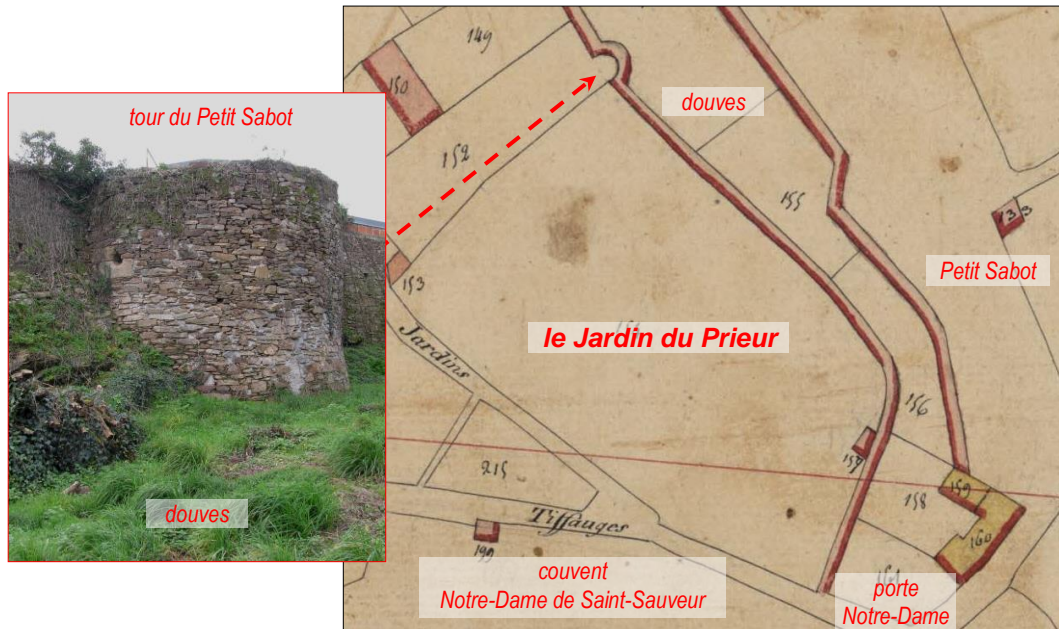 tour du Petit Sabot
douves
149
150
douves
152
155
133
Petit Sabot
153
le Jardin du Prieur
Jardins
156
157
215
158
159
Tiffauges
160
199
couvent
Notre-Dame de Saint-Sauveur
porte
Notre-Dame